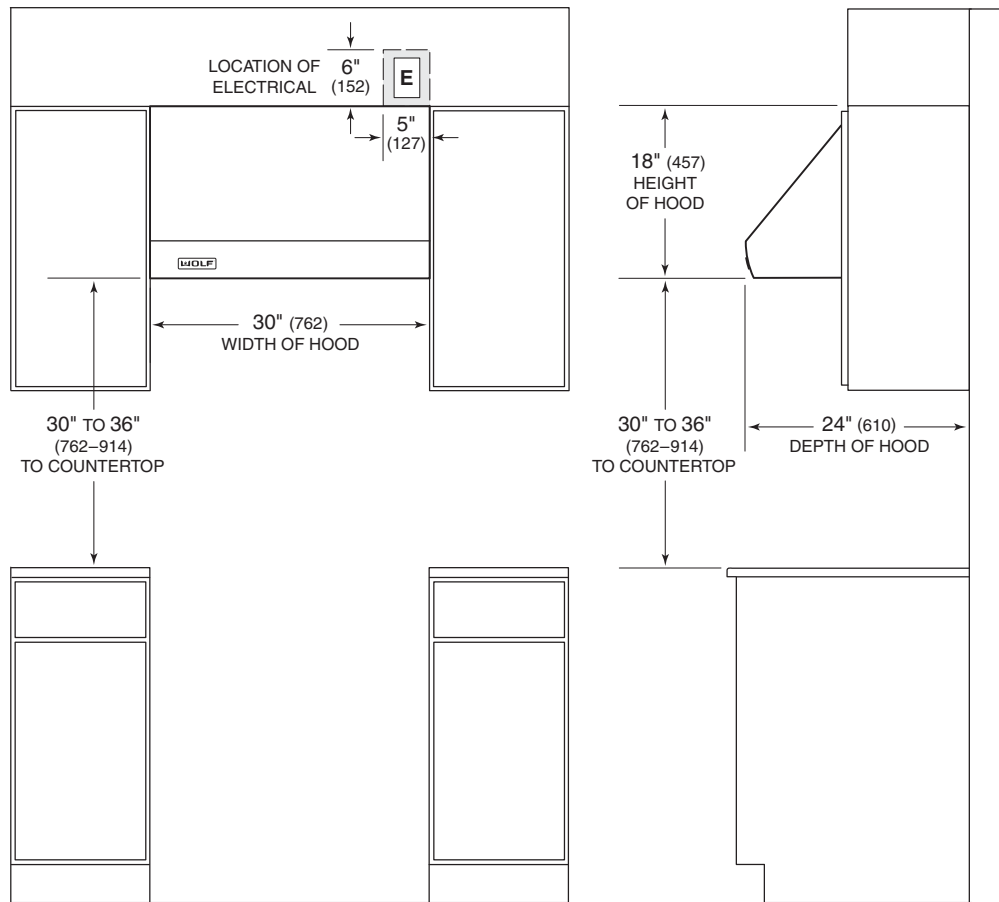 LOCATION OF
ELECTRICAL
6"
(152)
E
5"
(127)
WOLF
30" (762)
WIDTH OF HOOD
30" TO 36"
(762–914)
TO COUNTERTOP
18" (457)
HEIGHT
OF HOOD
30" TO 36"
(762–914)
TO COUNTERTOP
24" (610)
DEPTH OF HOOD